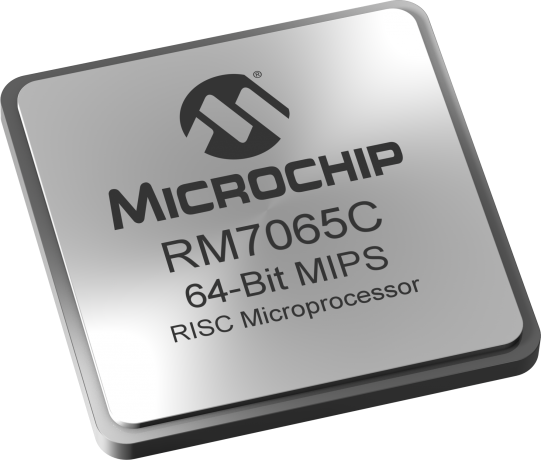 ®
MICROCHIP
RM7065C
64-Bit MIPS
RISC Microprocessor